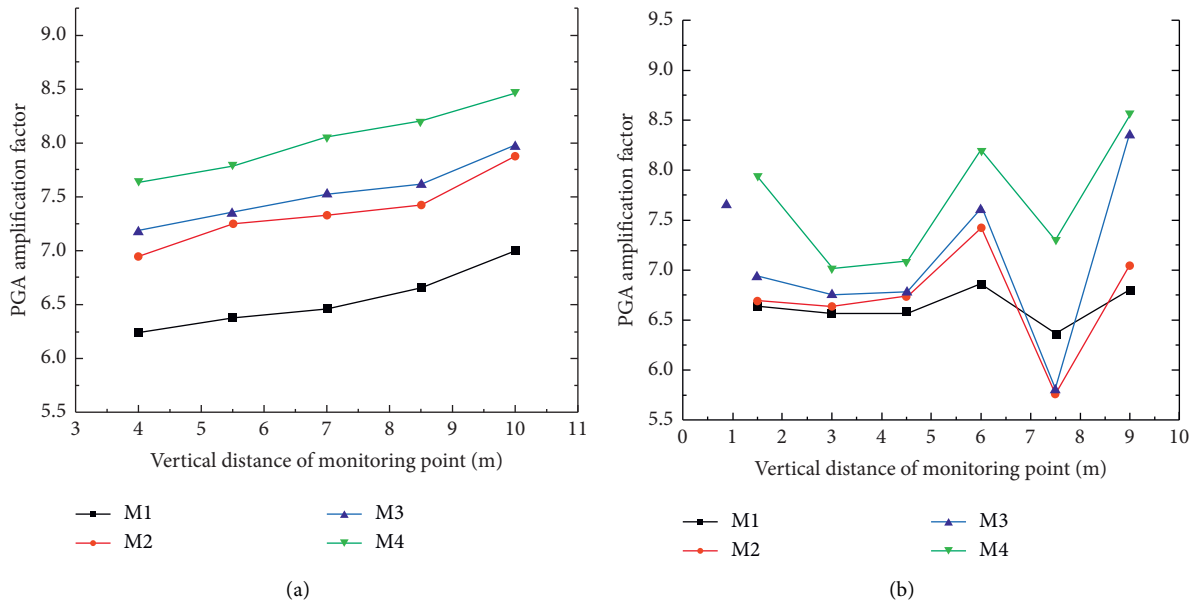 9.0
8.5
8.0
7.5
7.0
6.5
6.0
5.5
PGA amplification factor
3 4 5 6 7 8 9 10 11
Vertical distance of monitoring point (m)
M1 M3
M2 M4
(a)
9.5
9.0
8.5
8.0
7.5
7.0
6.5
6.0
5.5
PGA amplification factor
0 1 2 3 4 5 6 7 8 9 10
Vertical distance of monitoring point (m)
M1 M3
M2 M4
(b)